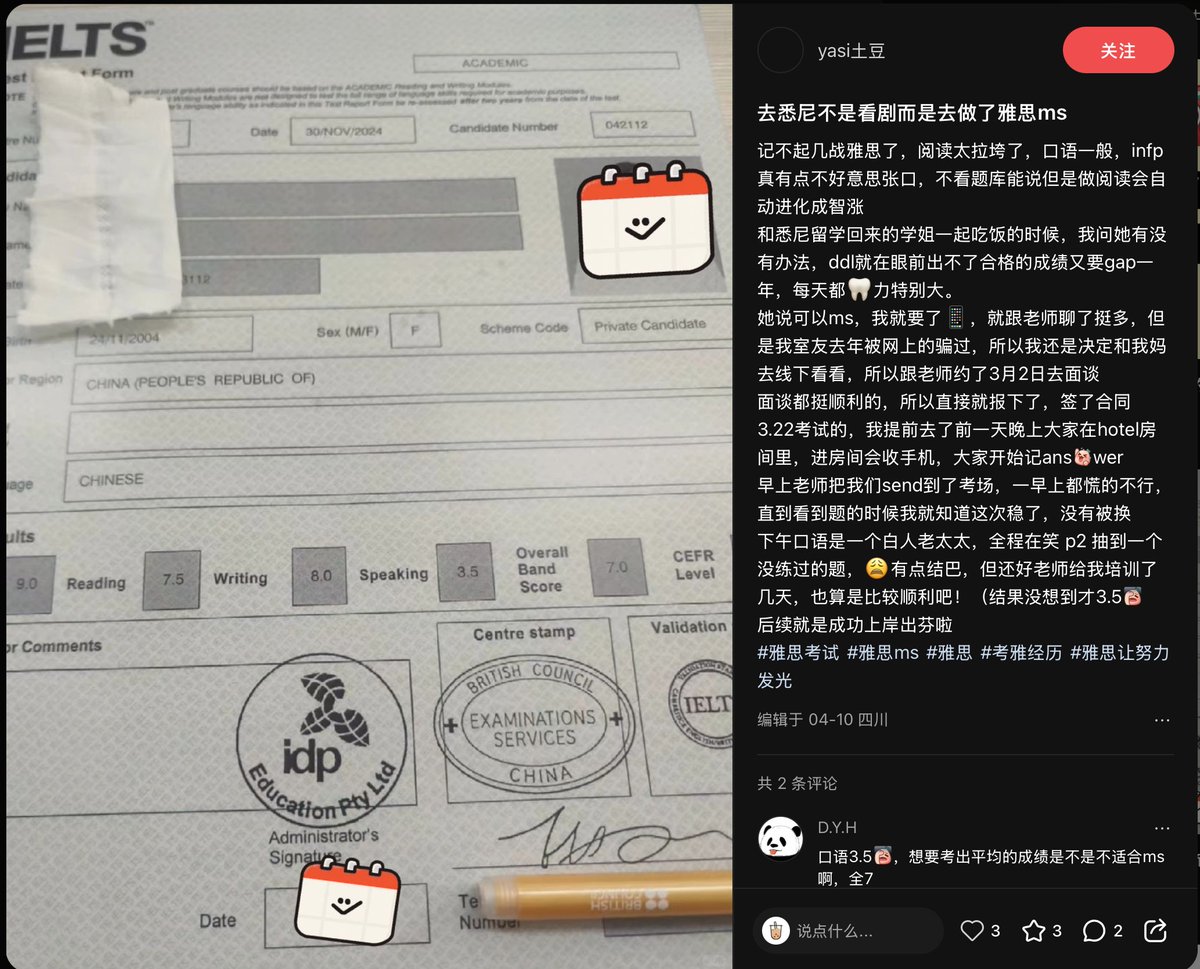 IELTS™
Form
ACADEMIC
Date
30/NOV/2024
Candidate Number
042112
3112
24/11/2004
Sex (M/F)
F
Scheme Code
Private Candidate
Region
CHINA (PEOPLE'S REPUBLIC OF)
CHINESE
9.0
Reading
7.5
Writing
8.0
Speaking
3.5
Overall
Band
Score
7.0
CEFR
Level
Comments
Centre stamp
Validation
idp
Education Pty Ltd
BRITISH COUNCIL
EXAMINATIONS
SERVICES
CHINA
IELT
Administrator's
Signature
Date
Number
BRITISH
COUNCIL
yasi土豆
关注
去悉尼不是看剧而是去做了雅思ms
记不起几战雅思了，阅读太拉垮了，口语一般，infp
真有点不好意思张口，不看题库能说但是做阅读会自
动进化成智涨
和悉尼留学回来的学姐一起吃饭的时候，我问她有没
有办法，ddl就在眼前出不了合格的成绩又要gap一
年，每天都🦷力特别大。
她说可以ms，我就要了📱，就跟老师聊了挺多，但
是我室友去年被网上的骗过，所以我还是决定和我妈
去线下看看，所以跟老师约了3月2日去面谈
面谈都挺顺利的，所以直接就报下了，签了合同
3.22考试的，我提前去了前一天晚上大家在hotel房
间里，进房间会收手机，大家开始记answer
早上老师把我们send到了考场，一早上都慌的不行，
直到看到题的时候我就知道这次稳了，没有被换
下午口语是一个白人老太太，全程在笑 p2 抽到一个
没练过的题，😩有点结巴，但还好老师给我培训了
几天，也算是比较顺利吧！（结果没想到才3.5
后续就是成功上岸出芬啦
#雅思考试 #雅思ms #雅思 #考雅经历 #雅思让努力
发光
编辑于 04-10 四川
共 2 条评论
D.Y.H
口语3.5，想要考出平均的成绩是不是不适合ms
啊，全7
说点什么...
3
3
2